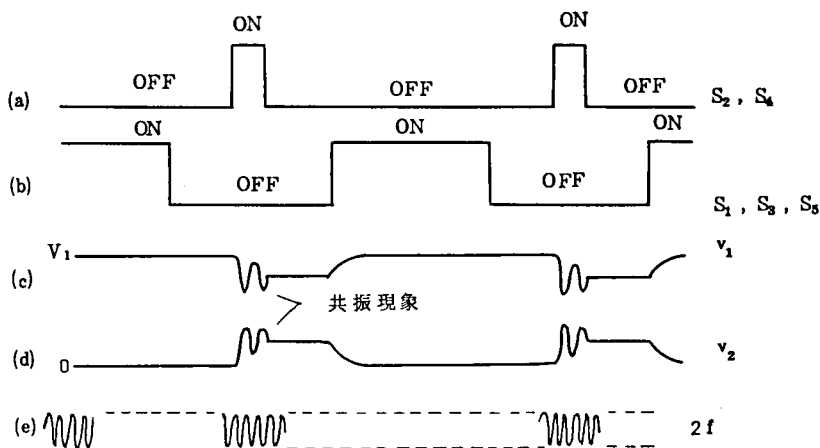 ON ON
OFF OFF OFF
(a) S₂ , S₄
ON ON ON
(b) OFF OFF
S₁ , S₃ , S₅
V₁ v₁
(c)
共振現象
(d) 0 v₂
(e) 2 f